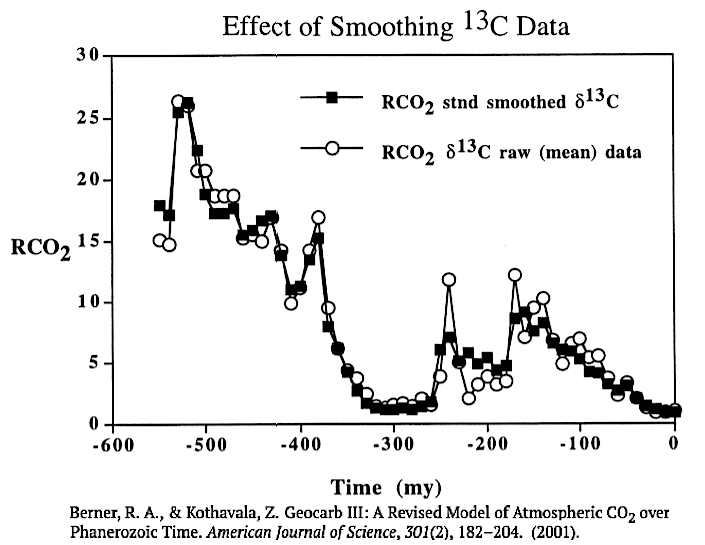 Effect of Smoothing ¹³C Data
30
25
20
15
10
5
0
RCO₂
RCO₂ stnd smoothed δ¹³C
RCO₂ δ¹³C raw (mean) data
-600 -500 -400 -300 -200 -100 0
Time (my)
Berner, R. A., & Kothavala, Z. Geocarb III: A Revised Model of Atmospheric CO₂ over
Phanerozoic Time. American Journal of Science, 301(2), 182–204. (2001).